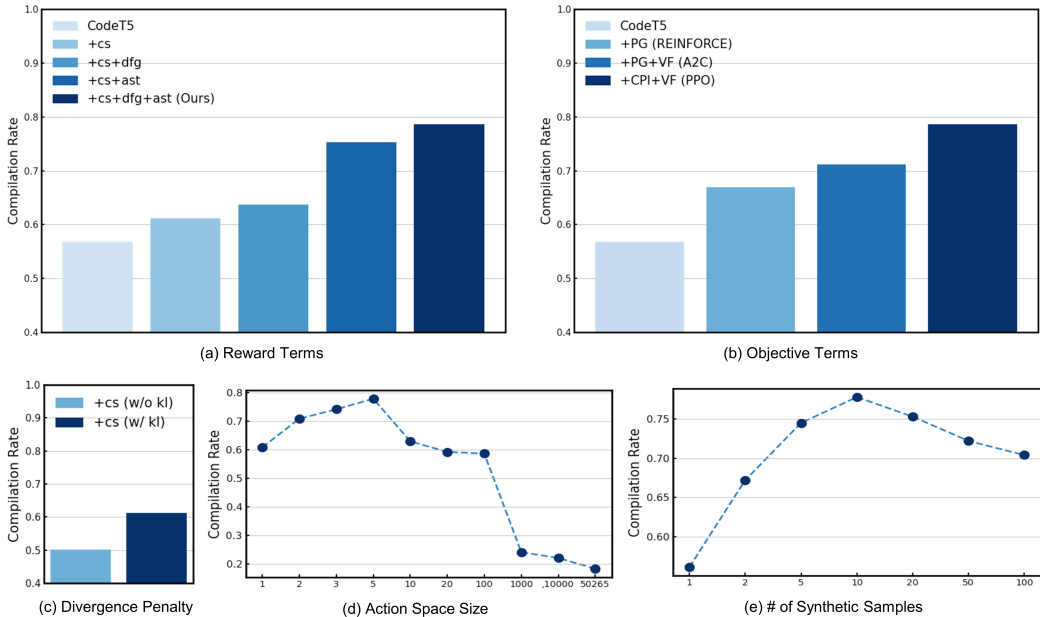 1.0
0.9
0.8
0.7
0.6
0.5
0.4
Compilation Rate
CodeT5
+cs
+cs+dfg
+cs+ast
+cs+dfg+ast (Ours)
(a) Reward Terms
1.0
0.9
0.8
0.7
0.6
0.5
0.4
Compilation Rate
CodeT5
+PG (REINFORCE)
+PG+VF (A2C)
+CPI+VF (PPO)
(b) Objective Terms
1.0
0.9
0.8
0.7
0.6
0.5
0.4
Compilation Rate
+cs (w/o kl)
+cs (w/ kl)
(c) Divergence Penalty
0.8
0.7
0.6
0.5
0.4
0.3
0.2
Compilation Rate
1 2 3 5 10 20 100 1000 ,10000 50265
(d) Action Space Size
0.75
0.70
0.65
0.60
Compilation Rate
1 2 5 10 20 50 100
(e) # of Synthetic Samples